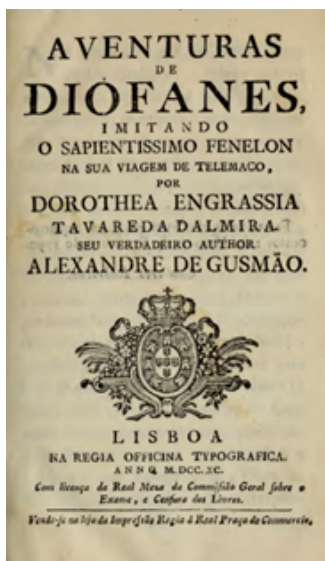 AVENTURAS
DE
DIÓFANES,
IMITANDO
O SAPIENTISSIMO FENELON
NA SUA VIAGEM DE TELEMACO,
POR
DOROTHEA ENGRASSIA
TAVAREDA DALMIRA.
SEU VERDADEIRO AUTHOR
ALEXANDRE DE GUSMÃO.
LISBOA
NA REGIA OFFICINA TYPOGRAFICA.
ANNO M.DCC.XC.
Com licença da Real Meza da Commissão Geral sobre o
Exame, e Censura dos Livros.
Vende-se na loja da Impressão Regia á Real Praça do Commercio.